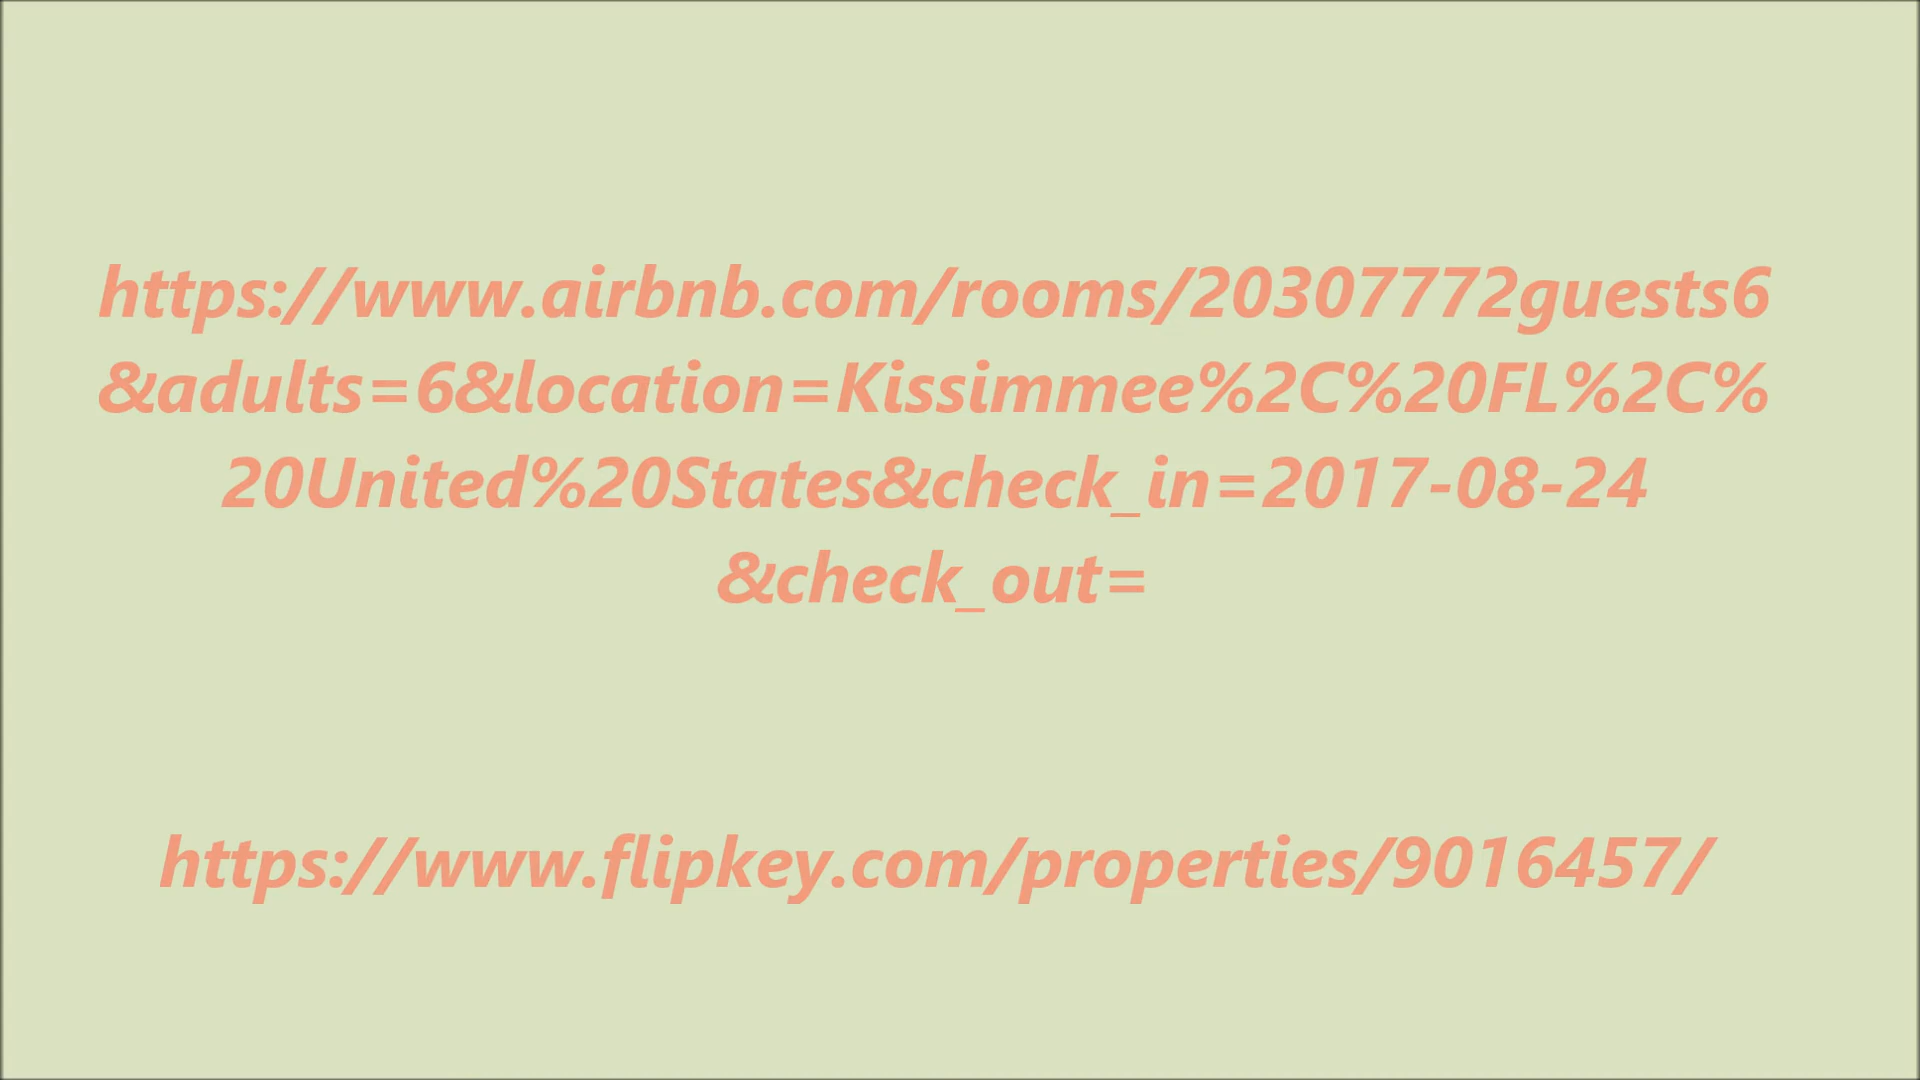 https://www.airbnb.com/rooms/20307772guests6
&adults=6&location=Kissimmee%2C%20FL%2C%
20United%20States&check_in=2017-08-24
&check_out=
https://www.flipkey.com/properties/9016457/